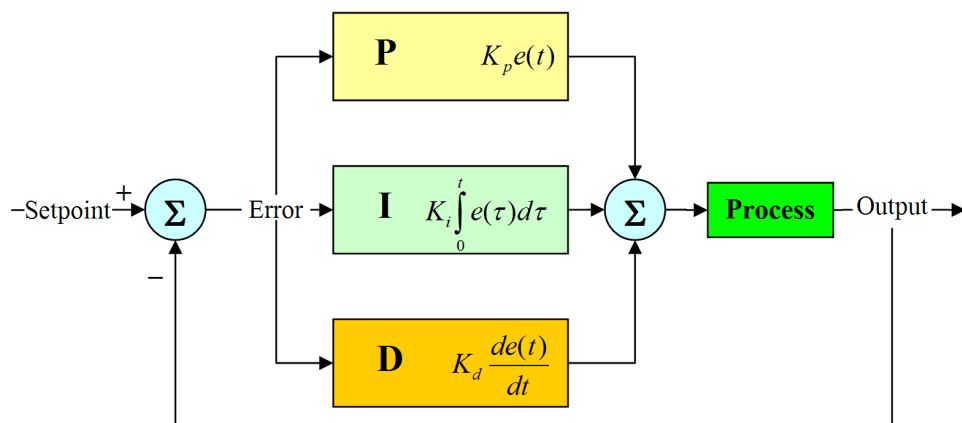 P K_p e(t)
–Setpoint + Σ Error I K_i ∫_0^t e(τ)dτ Σ Process Output
−
D K_d de(t)/dt